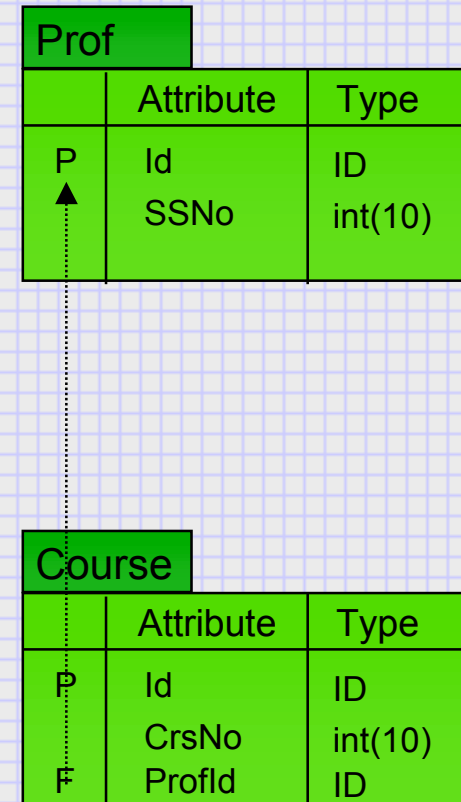 Prof
Attribute Type
P Id ID
SSNo int(10)
Course
Attribute Type
P Id ID
CrsNo int(10)
F ProfId ID